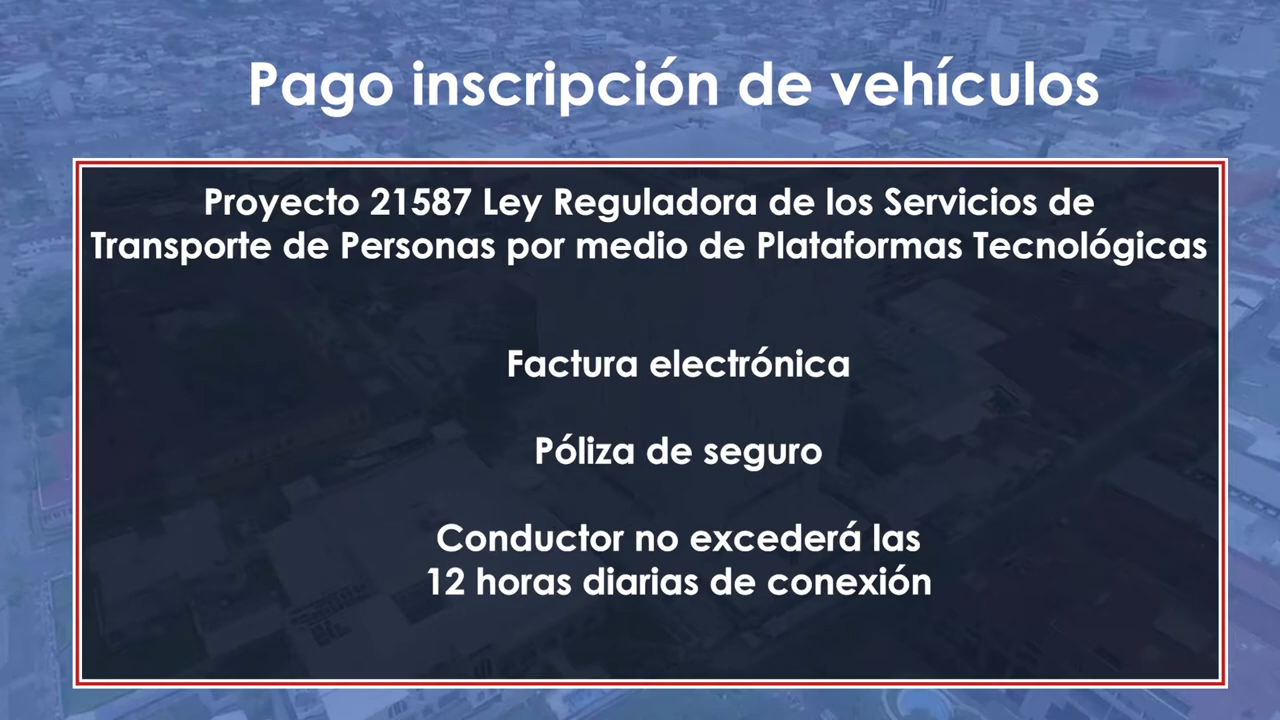 Pago inscripción de vehículos
Proyecto 21587 Ley Reguladora de los Servicios de
Transporte de Personas por medio de Plataformas Tecnológicas
Factura electrónica
Póliza de seguro
Conductor no excederá las
12 horas diarias de conexión